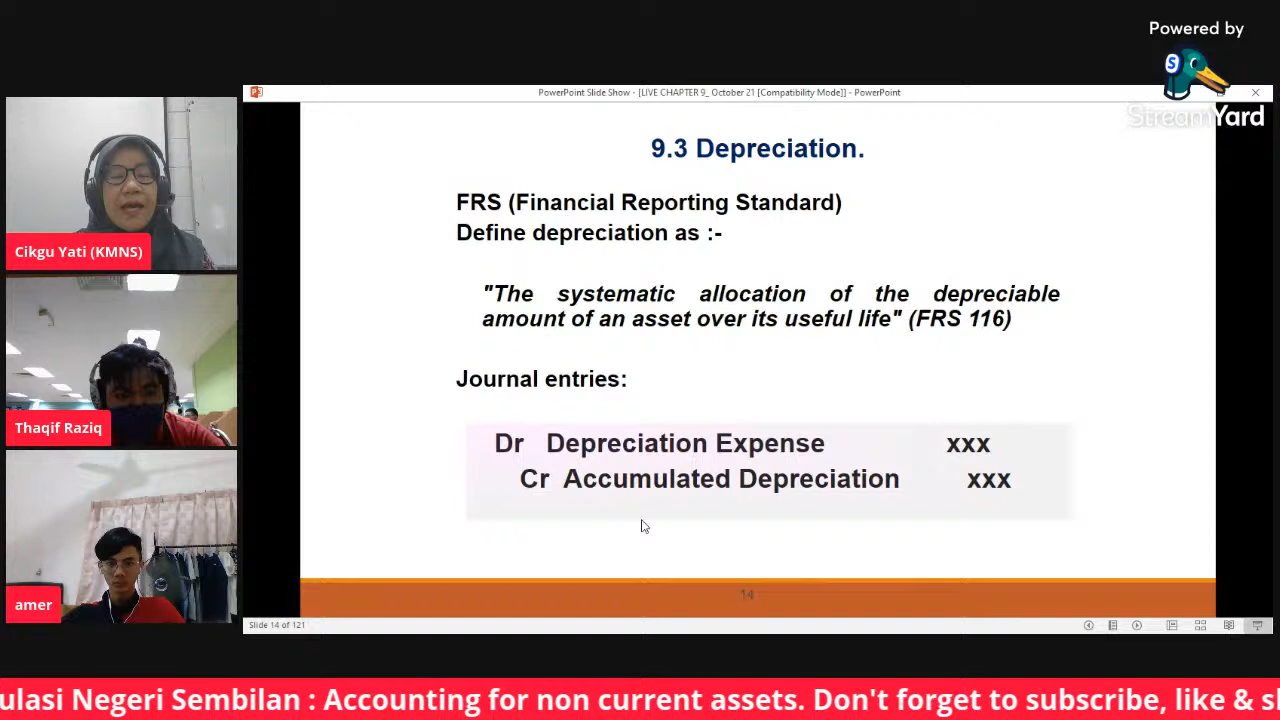 Powered by
S
StreamYard
PowerPoint Slide Show - [LIVE CHAPTER 9_ October 21 [Compatibility Mode]] - PowerPoint
Cikgu Yati (KMNS)
Thaqif Raziq
amer
9.3 Depreciation.
FRS (Financial Reporting Standard)
Define depreciation as :-
"The systematic allocation of the depreciable
amount of an asset over its useful life" (FRS 116)
Journal entries:
Dr Depreciation Expense xxx
Cr Accumulated Depreciation xxx
14
Slide 14 of 121
ulasi Negeri Sembilan : Accounting for non current assets. Don't forget to subscribe, like & s